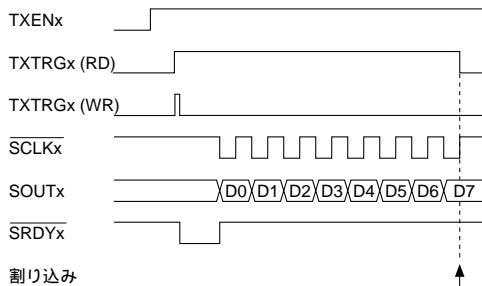 TXENx
TXTRGx (RD)
TXTRGx (WR)
SCLKx
SOUTx D0 D1 D2 D3 D4 D5 D6 D7
SRDYx
割り込み